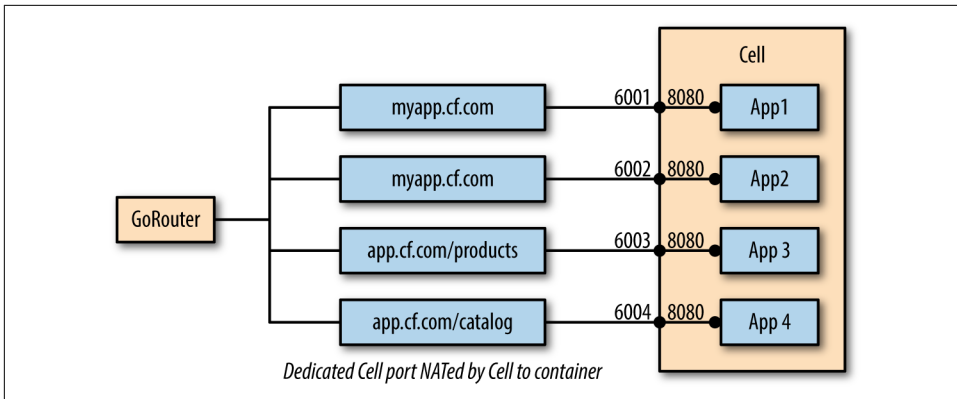 Cell
myapp.cf.com 6001 8080 App1
myapp.cf.com 6002 8080 App2
GoRouter
app.cf.com/products 6003 8080 App 3
app.cf.com/catalog 6004 8080 App 4
Dedicated Cell port NATed by Cell to container